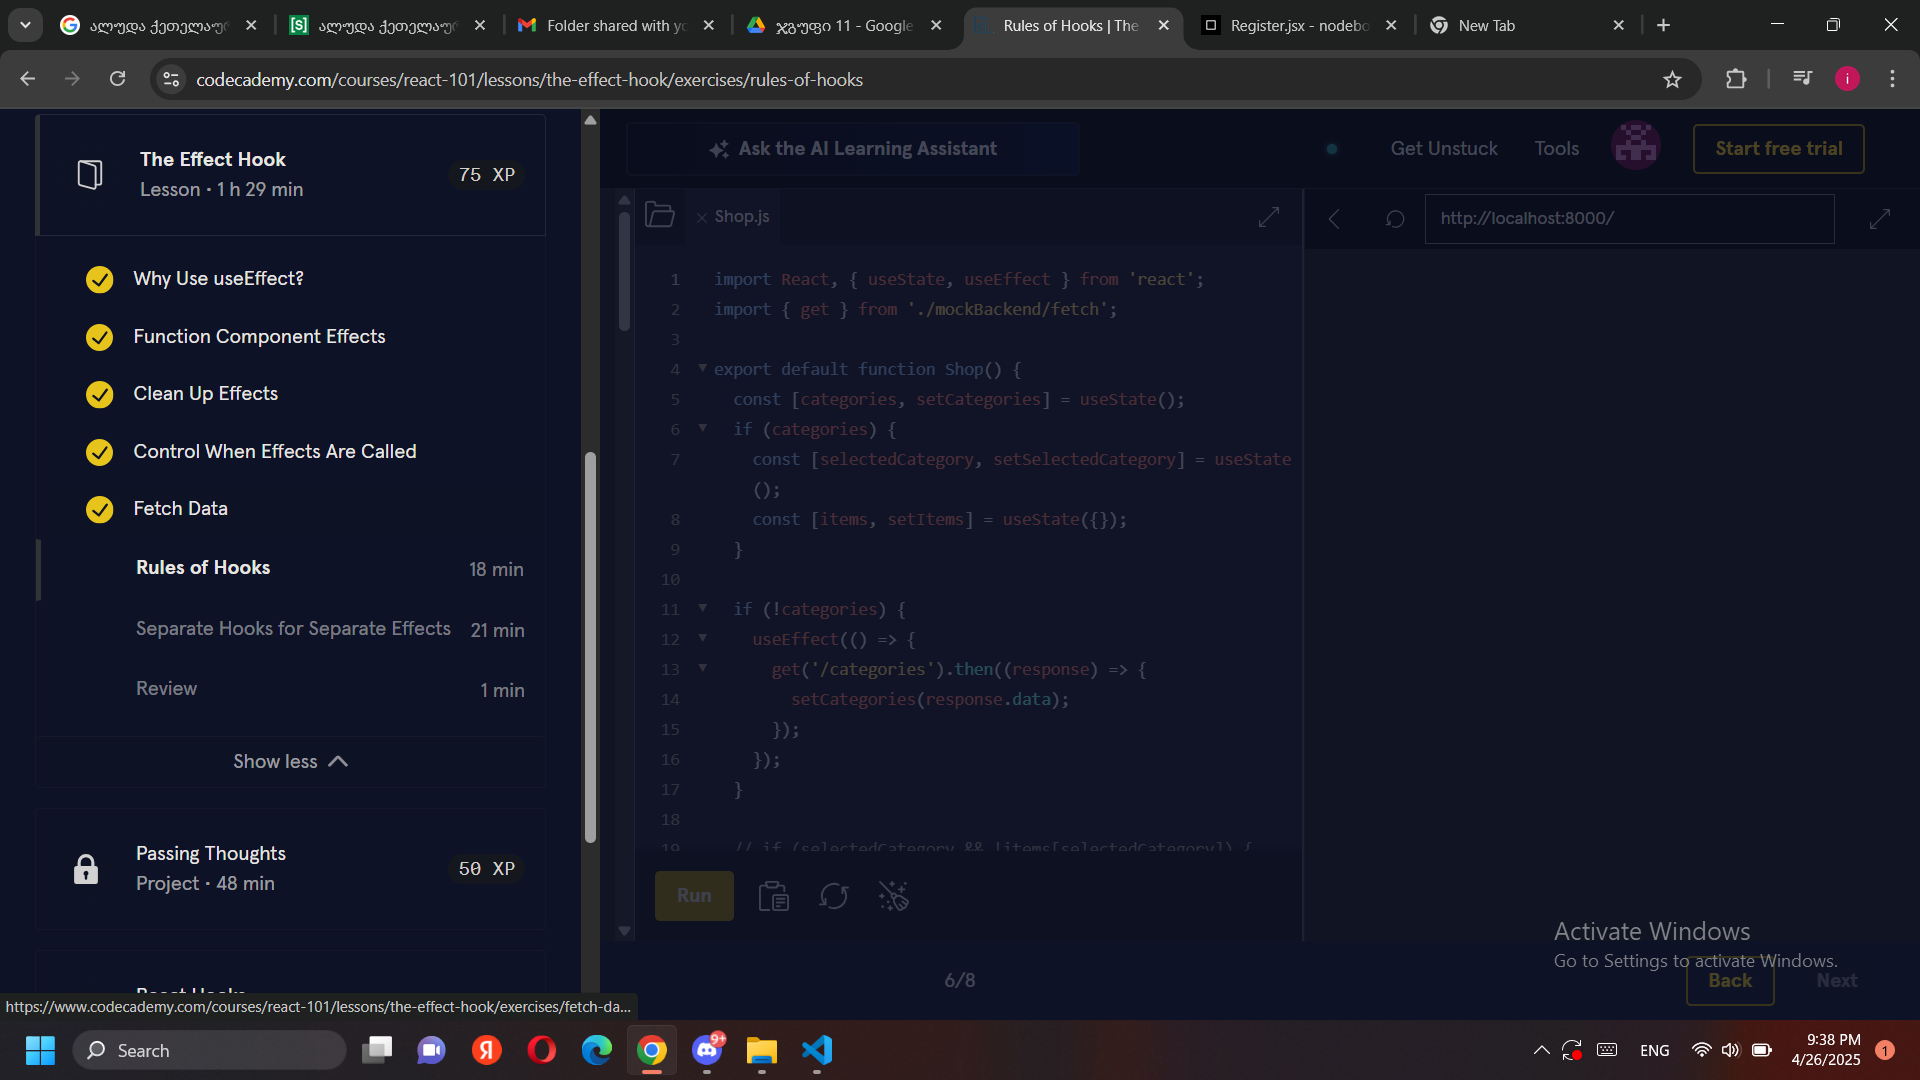 ალუდა ქეთელაურ
ალუდა ქეთელაურ
Folder shared with yo
ჯგუფი 11 - Google
Rules of Hooks | The
Register.jsx - nodebo
New Tab
codecademy.com/courses/react-101/lessons/the-effect-hook/exercises/rules-of-hooks
i
The Effect Hook
Lesson • 1 h 29 min
75 XP
Why Use useEffect?
Function Component Effects
Clean Up Effects
Control When Effects Are Called
Fetch Data
Rules of Hooks 18 min
Separate Hooks for Separate Effects 21 min
Review 1 min
Show less
Passing Thoughts
Project • 48 min
50 XP
React Hooks
https://www.codecademy.com/courses/react-101/lessons/the-effect-hook/exercises/fetch-da...
Ask the AI Learning Assistant
Get Unstuck
Tools
Start free trial
Shop.js
http://localhost:8000/
1 import React, { useState, useEffect } from 'react';
2 import { get } from './mockBackend/fetch';
3
4 export default function Shop() {
5 const [categories, setCategories] = useState();
6 if (categories) {
7 const [selectedCategory, setSelectedCategory] = useState
();
8 const [items, setItems] = useState({});
9 }
10
11 if (!categories) {
12 useEffect(() => {
13 get('/categories').then((response) => {
14 setCategories(response.data);
15 });
16 });
17 }
18
19 // if (selectedCategory && !items[selectedCategory]) {
Run
6/8
Back
Next
Activate Windows
Go to Settings to activate Windows.
Search
9+
ENG
9:38 PM
4/26/2025
1